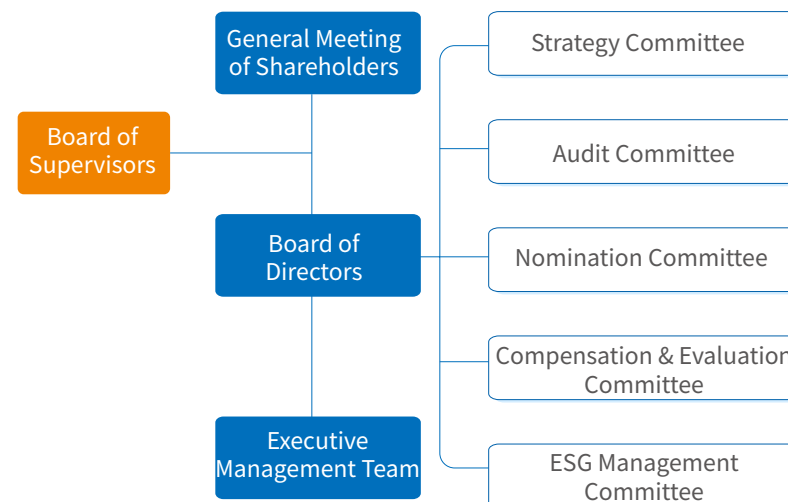 General Meeting
of Shareholders
Board of
Supervisors
Board of
Directors
Executive
Management Team
Strategy Committee
Audit Committee
Nomination Committee
Compensation & Evaluation
Committee
ESG Management
Committee